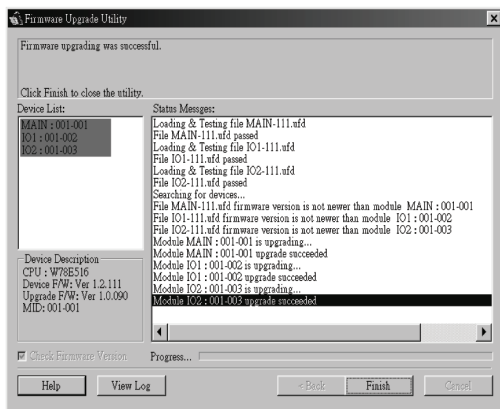 Firmware Upgrade Utility
Firmware upgrading was successful.
Click Finish to close the utility.
Device List:
MAIN : 001-001
IO1 : 001-002
IO2 : 001-003
Device Description
CPU : W78E516
Device F/W: Ver 1.2.111
Upgrade F/W: Ver 1.0.090
MID: 001-001
Status Messges:
Loading & Testing file MAIN-111.ufd
File MAIN-111.ufd passed
Loading & Testing file IO1-111.ufd
File IO1-111.ufd passed
Loading & Testing file IO2-111.ufd
File IO2-111.ufd passed
Searching for devices...
File MAIN-111.ufd firmware version is not newer than module MAIN : 001-001
File IO1-111.ufd firmware version is not newer than module IO1 : 001-002
File IO2-111.ufd firmware version is not newer than module IO2 : 001-003
Module MAIN : 001-001 is upgrading...
Module MAIN : 001-001 upgrade succeeded
Module IO1 : 001-002 is upgrading...
Module IO1 : 001-002 upgrade succeeded
Module IO2 : 001-003 is upgrading...
Module IO2 : 001-003 upgrade succeeded
Check Firmware Version
Progress...
Help
View Log
< Back
Finish
Cancel